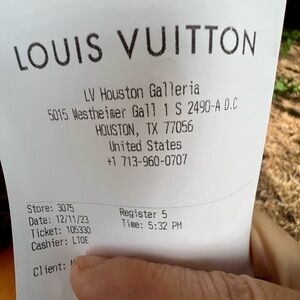 LOUIS VUITTON
LV Houston Galleria
5015 Westheimer Gall 1 S 2490-A D.C
HOUSTON, TX 77056
United States
+1 713-960-0707
Store: 3075
Date: 12/11/23 Register 5
Ticket: 105330 Time: 5:32 PM
Cashier: LTOE
Client: